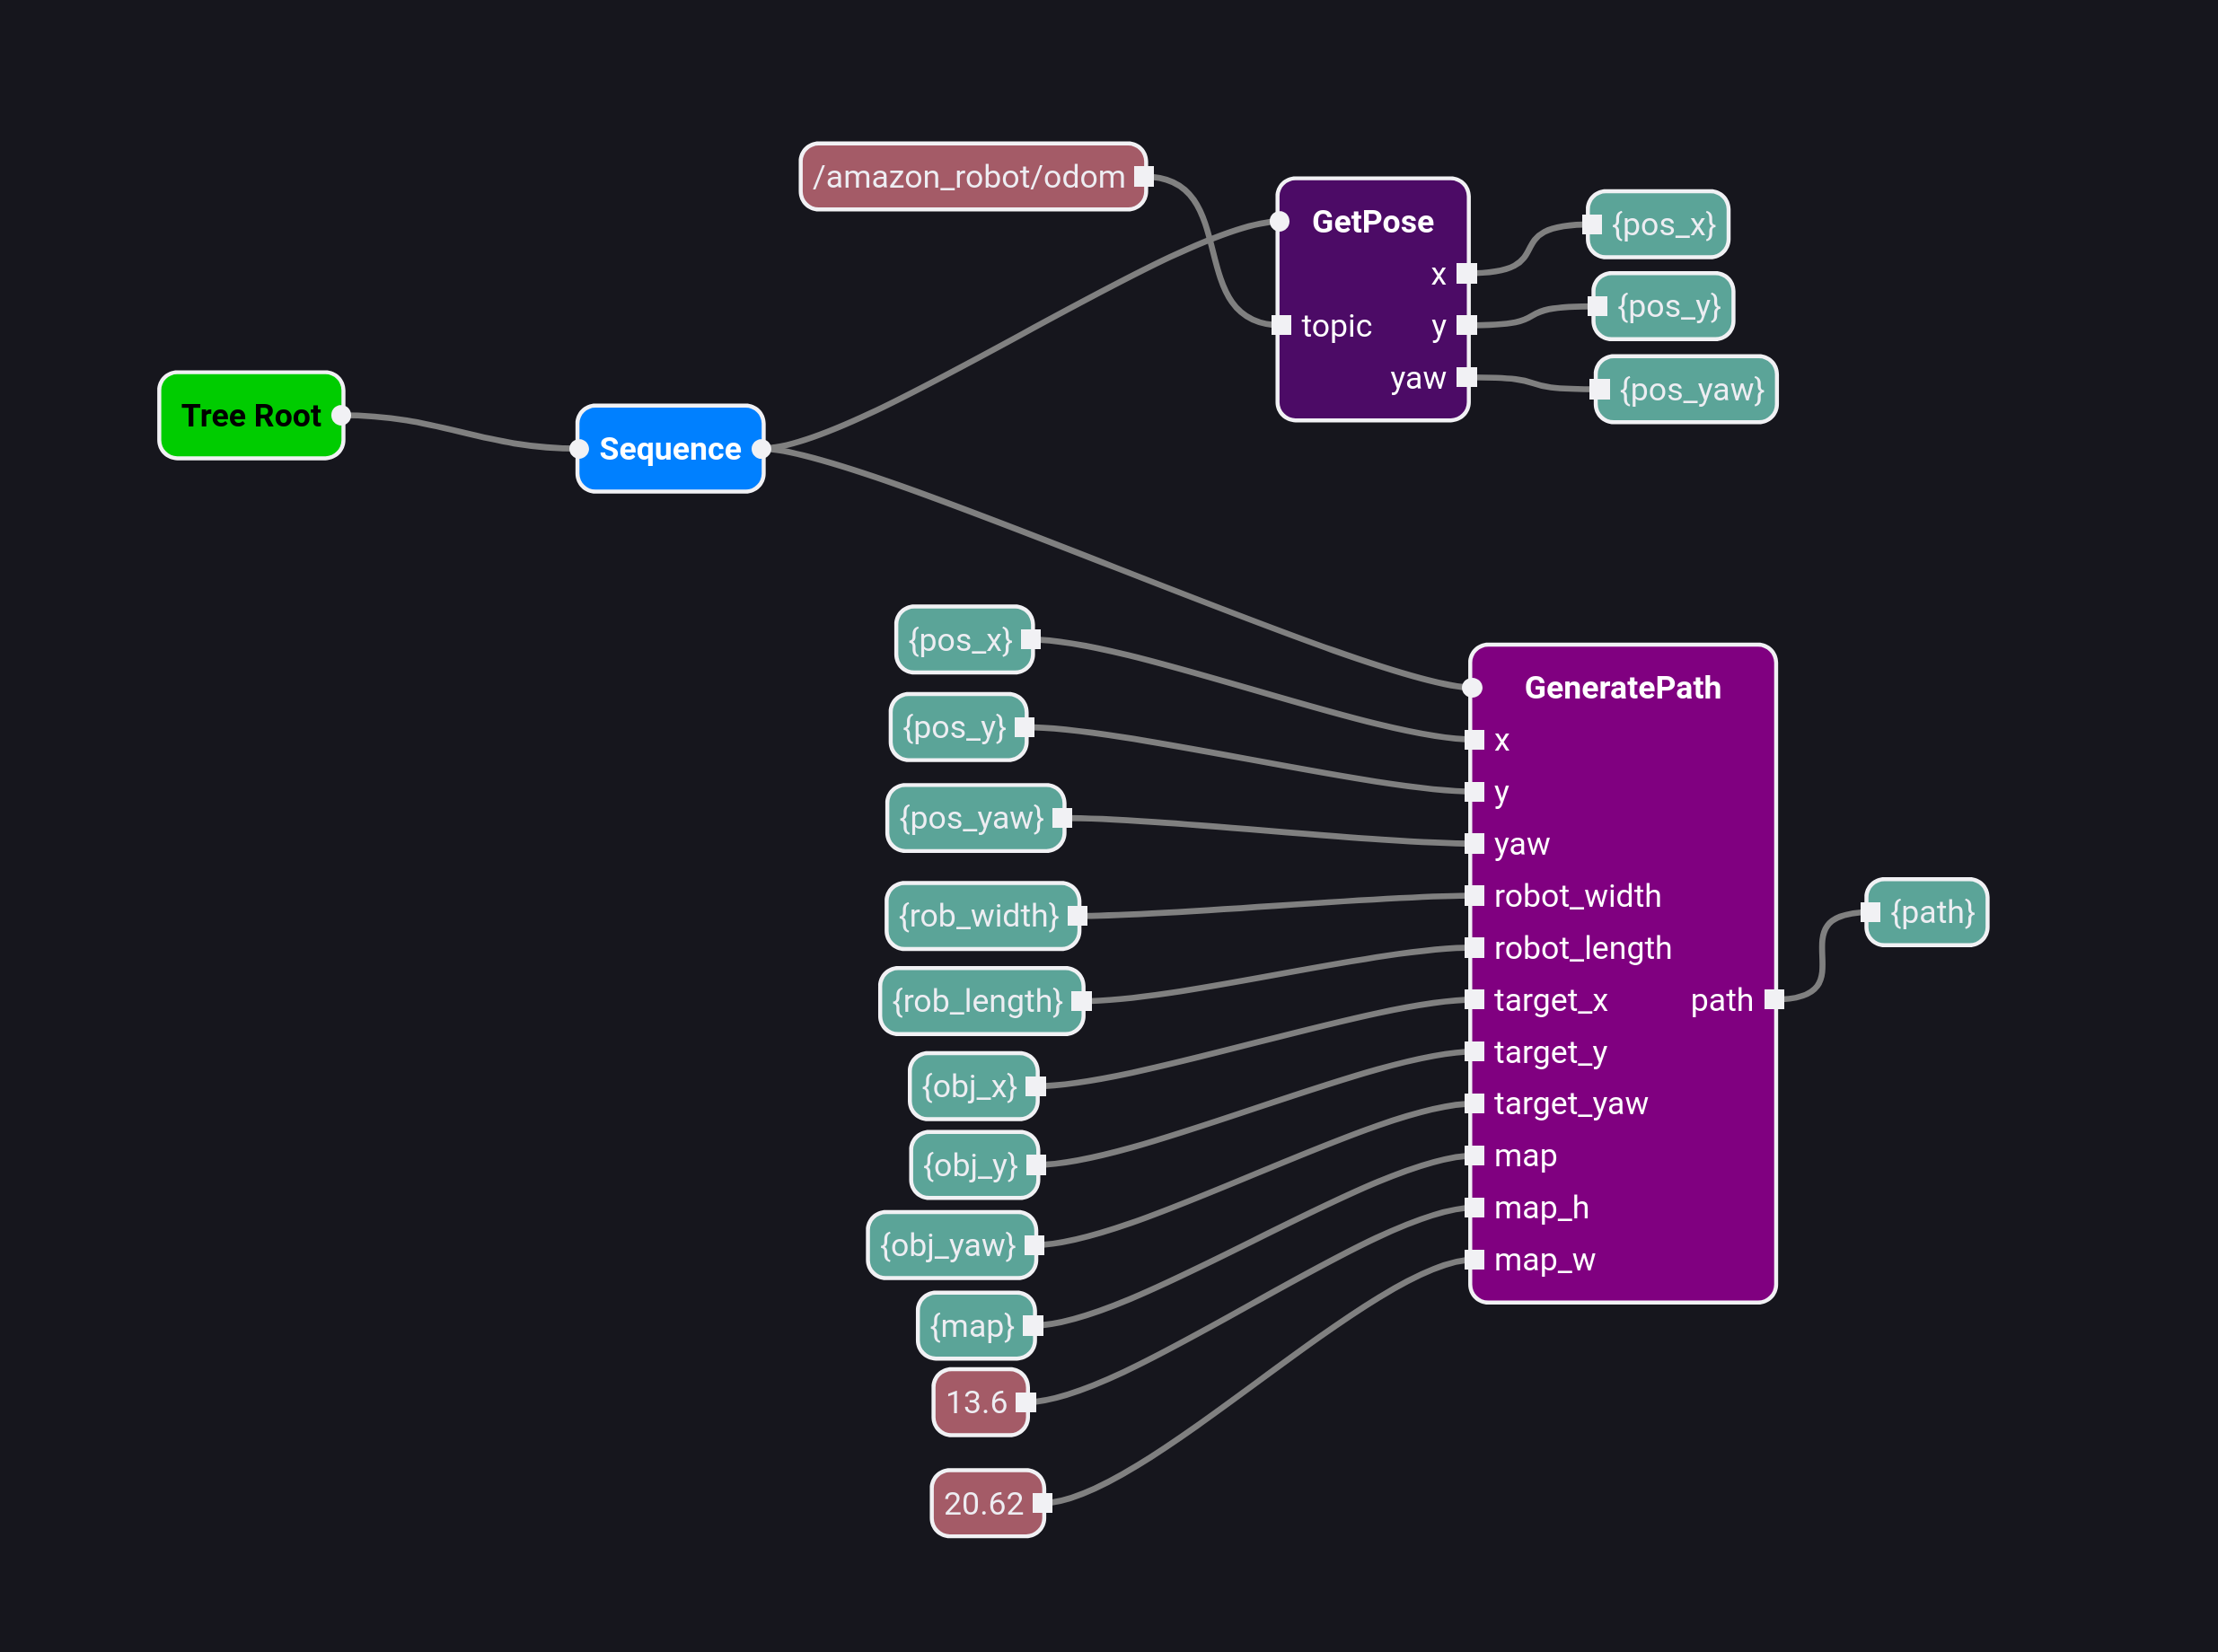 /amazon_robot/odom
GetPose
x
{pos_x}
topic
y
{pos_y}
yaw
{pos_yaw}
Tree Root
Sequence
{pos_x}
{pos_y}
{pos_yaw}
{rob_width}
{rob_length}
{obj_x}
{obj_y}
{obj_yaw}
{map}
13.6
20.62
GeneratePath
x
y
yaw
robot_width
robot_length
target_x
path
target_y
target_yaw
map
map_h
map_w
{path}